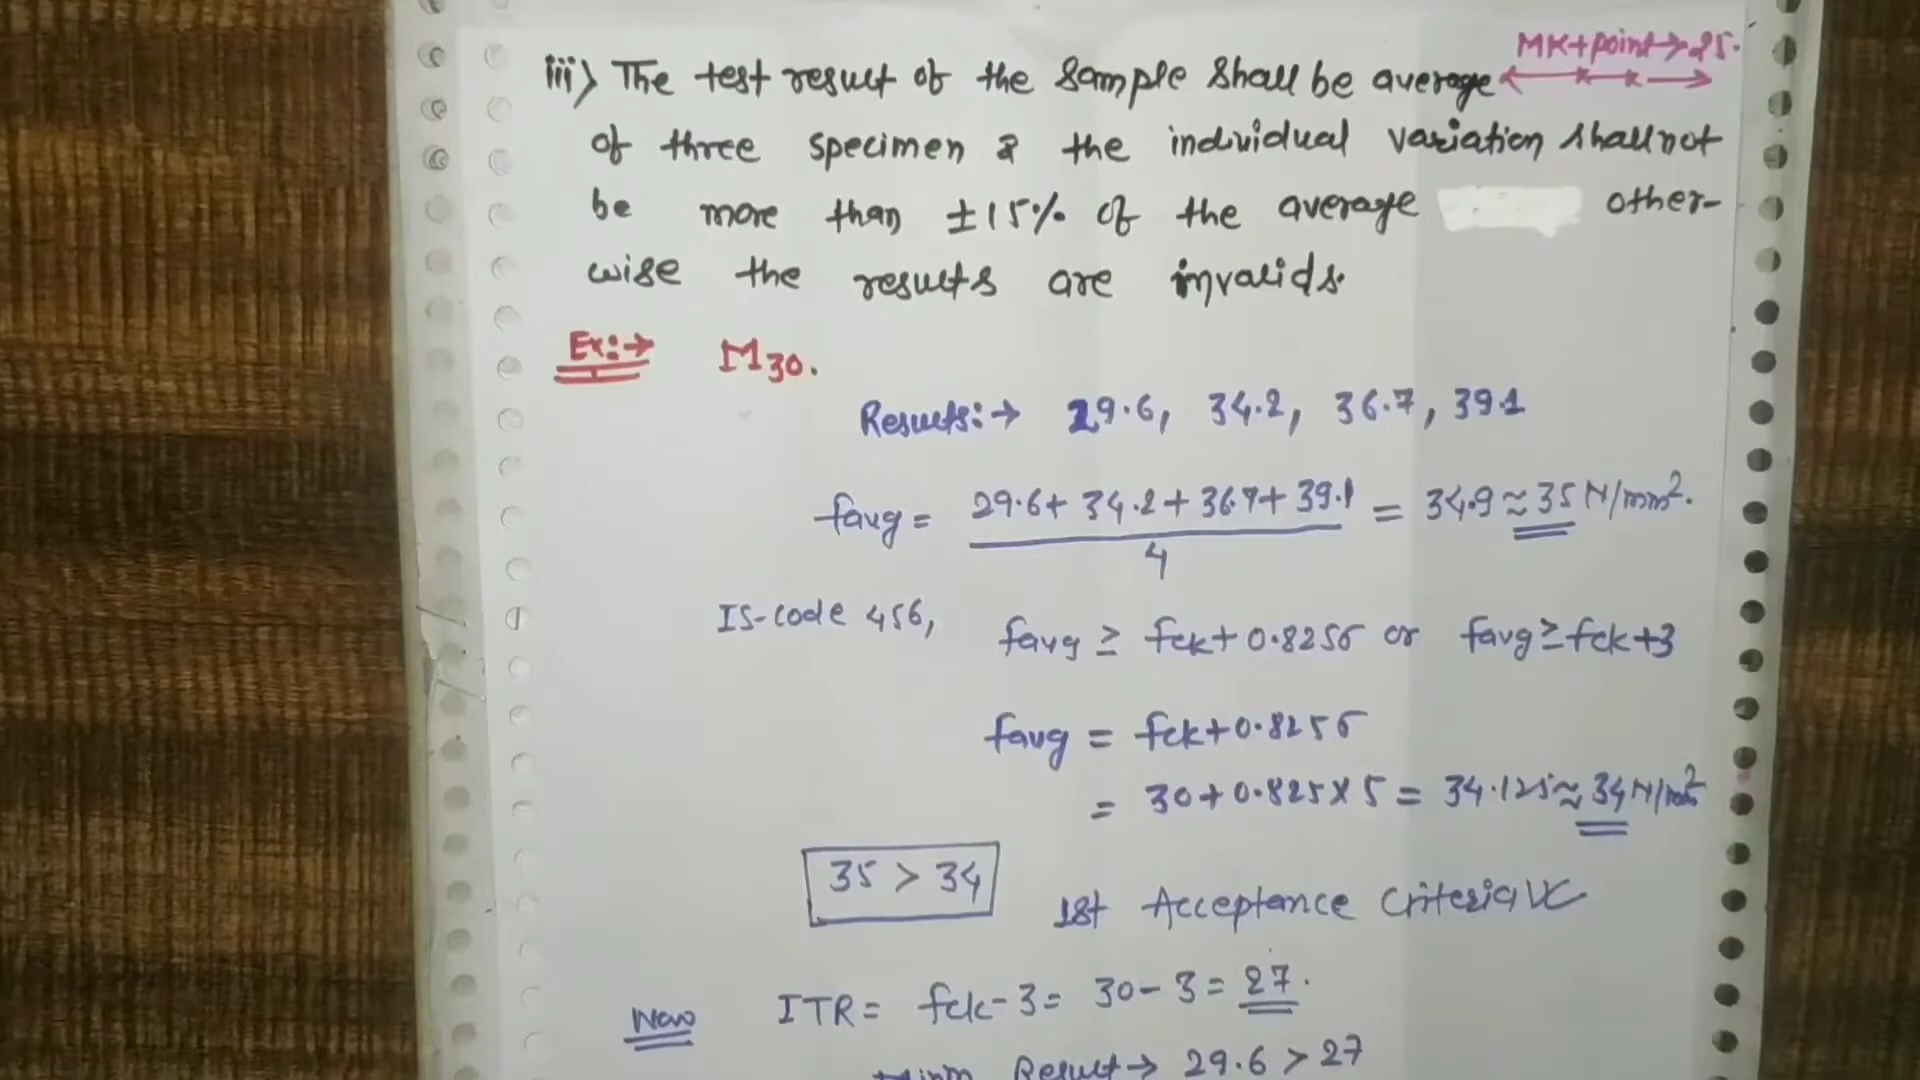 MK+point→25.
iii) The test result of the sample shall be average
of three specimen & the individual variation shall not
be more than ±15% of the average other-
wise the results are invalids.
Ex:→ M30.
Results:→ 29.6, 34.2, 36.7, 39.1
favg = 29.6+34.2+36.7+39.1 / 4 = 34.9 ≈ 35 N/mm².
IS-code 456, favg ≥ fck+0.825σ or favg ≥ fck+3
favg = fck+0.825σ
= 30+0.825×5 = 34.125 ≈ 34 N/mm²
35 > 34
1st Acceptance Criteria
Now ITR = fck-3 = 30-3 = 27.
Result → 29.6 > 27